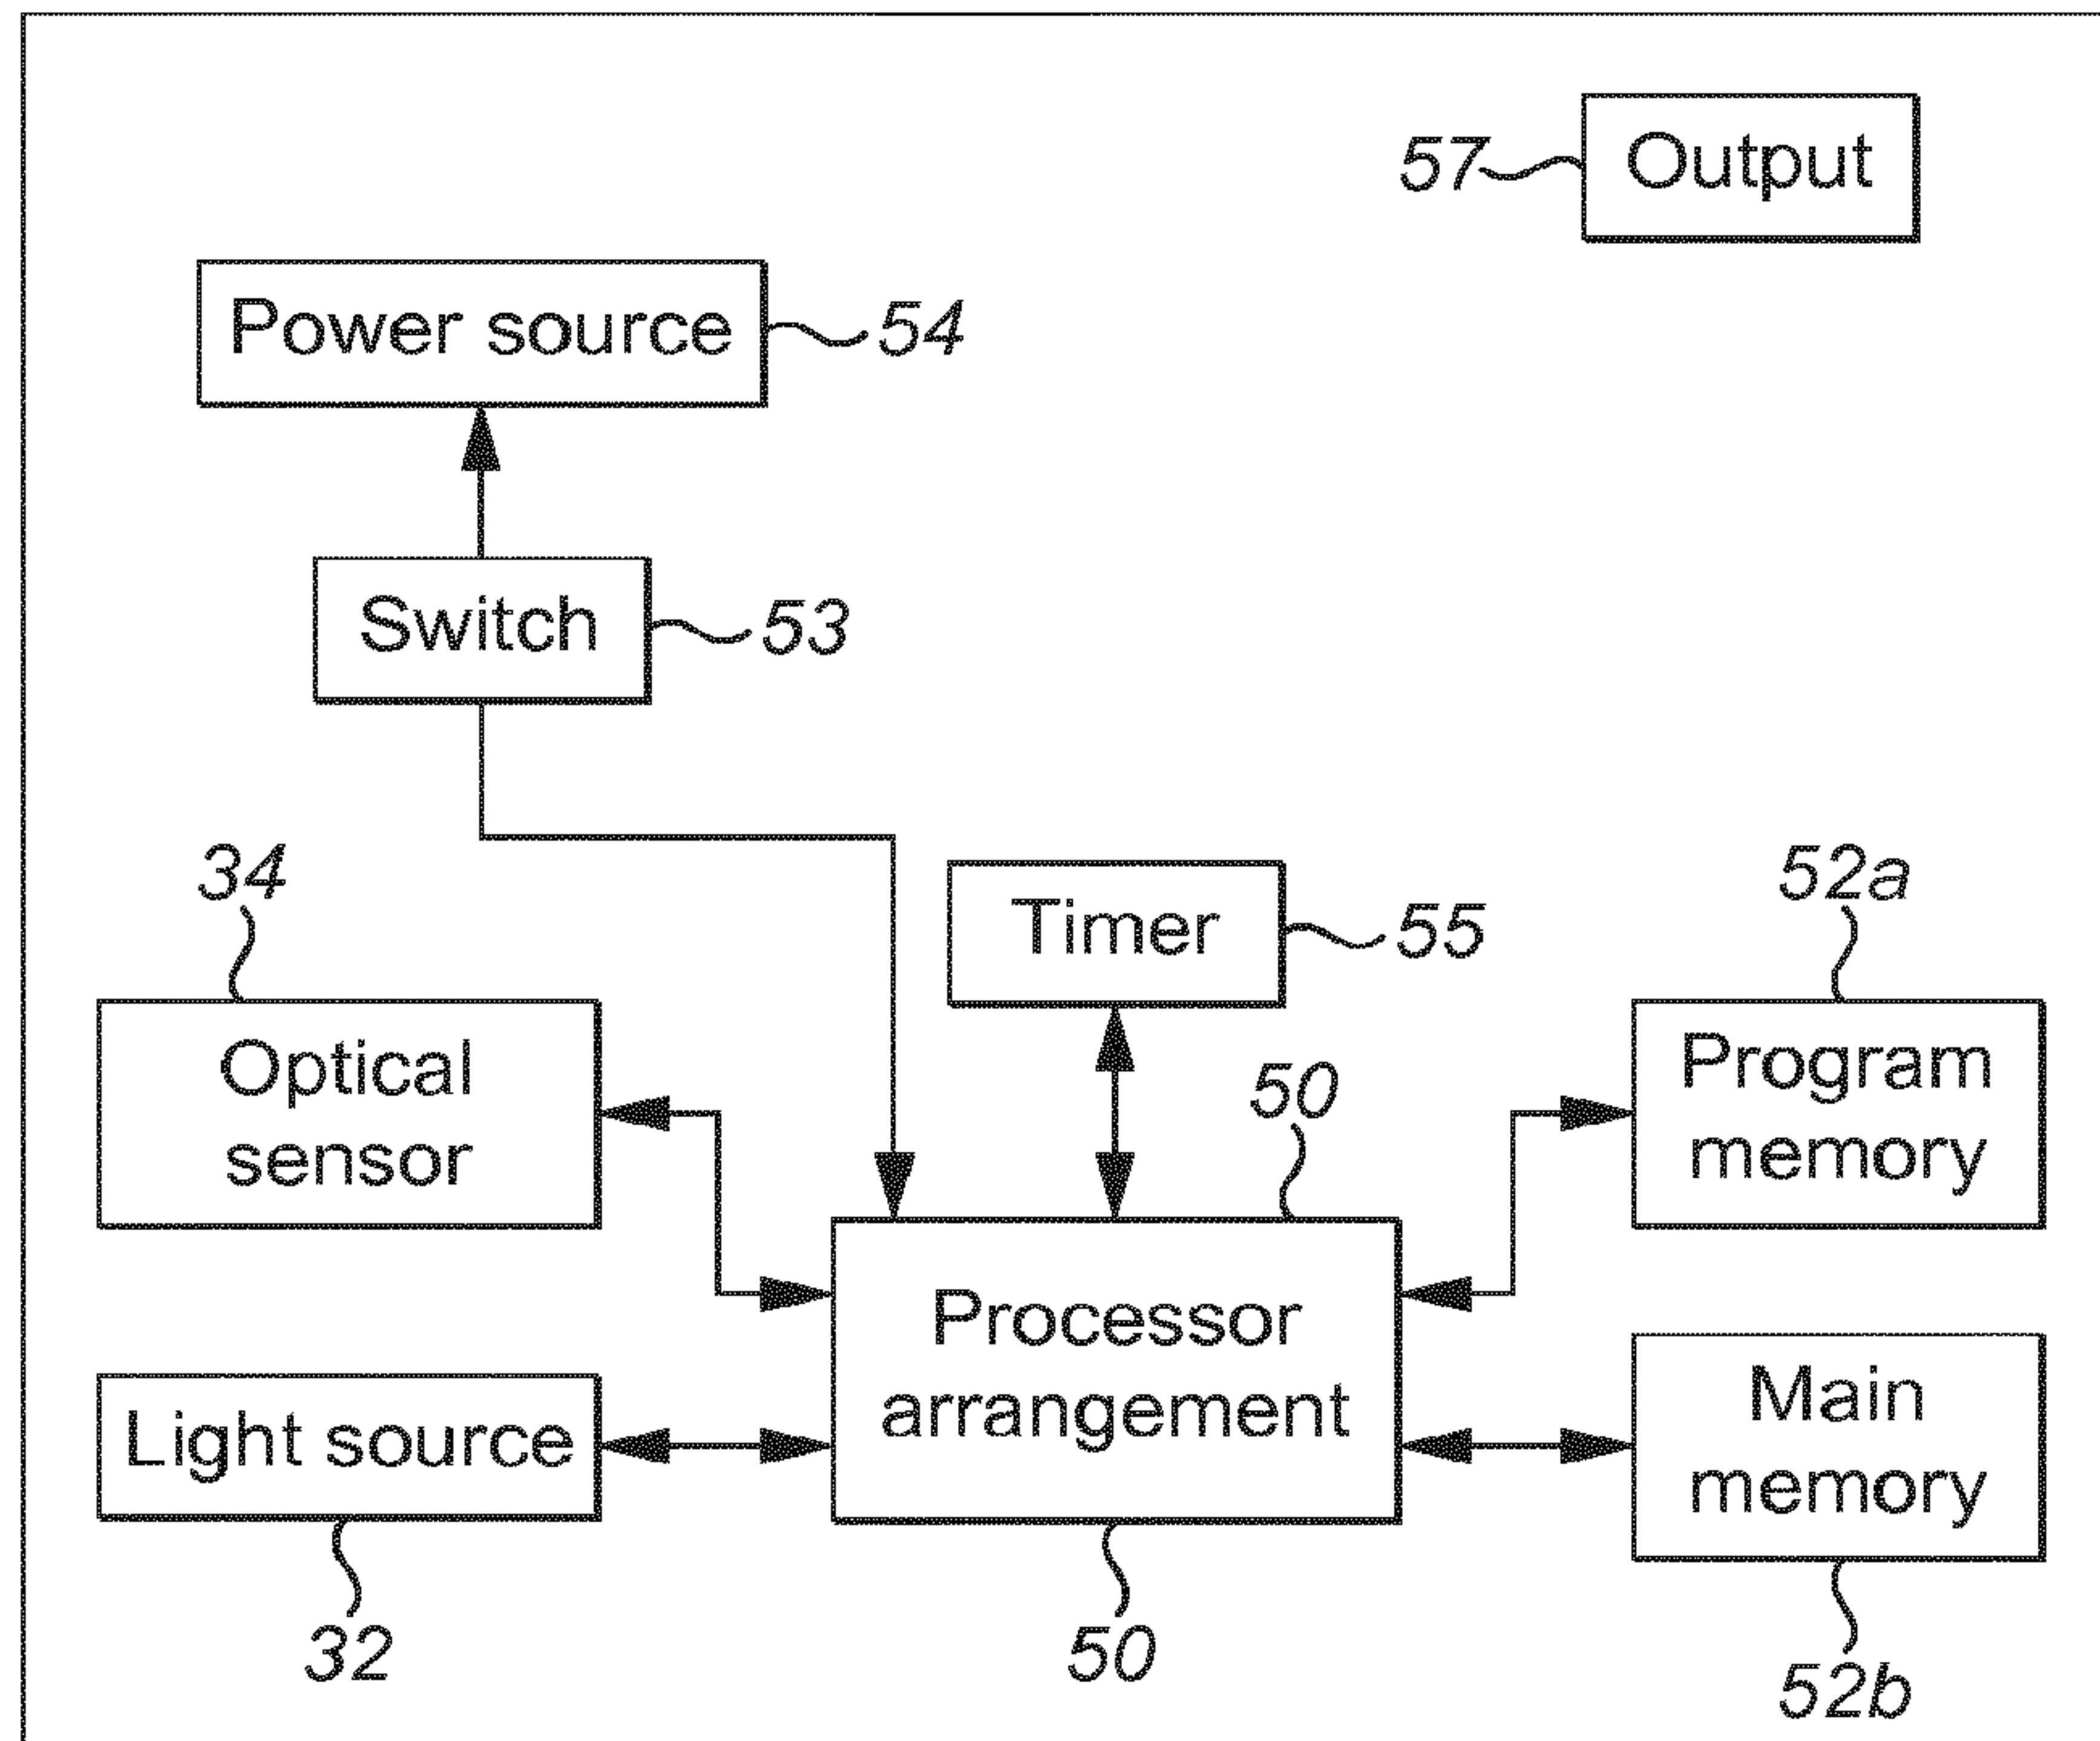 57 Output
Power source 54
Switch 53
34
Timer 55
52a
Optical
sensor
50
Program
memory
Processor
arrangement
Light source
Main
memory
32
50
52b